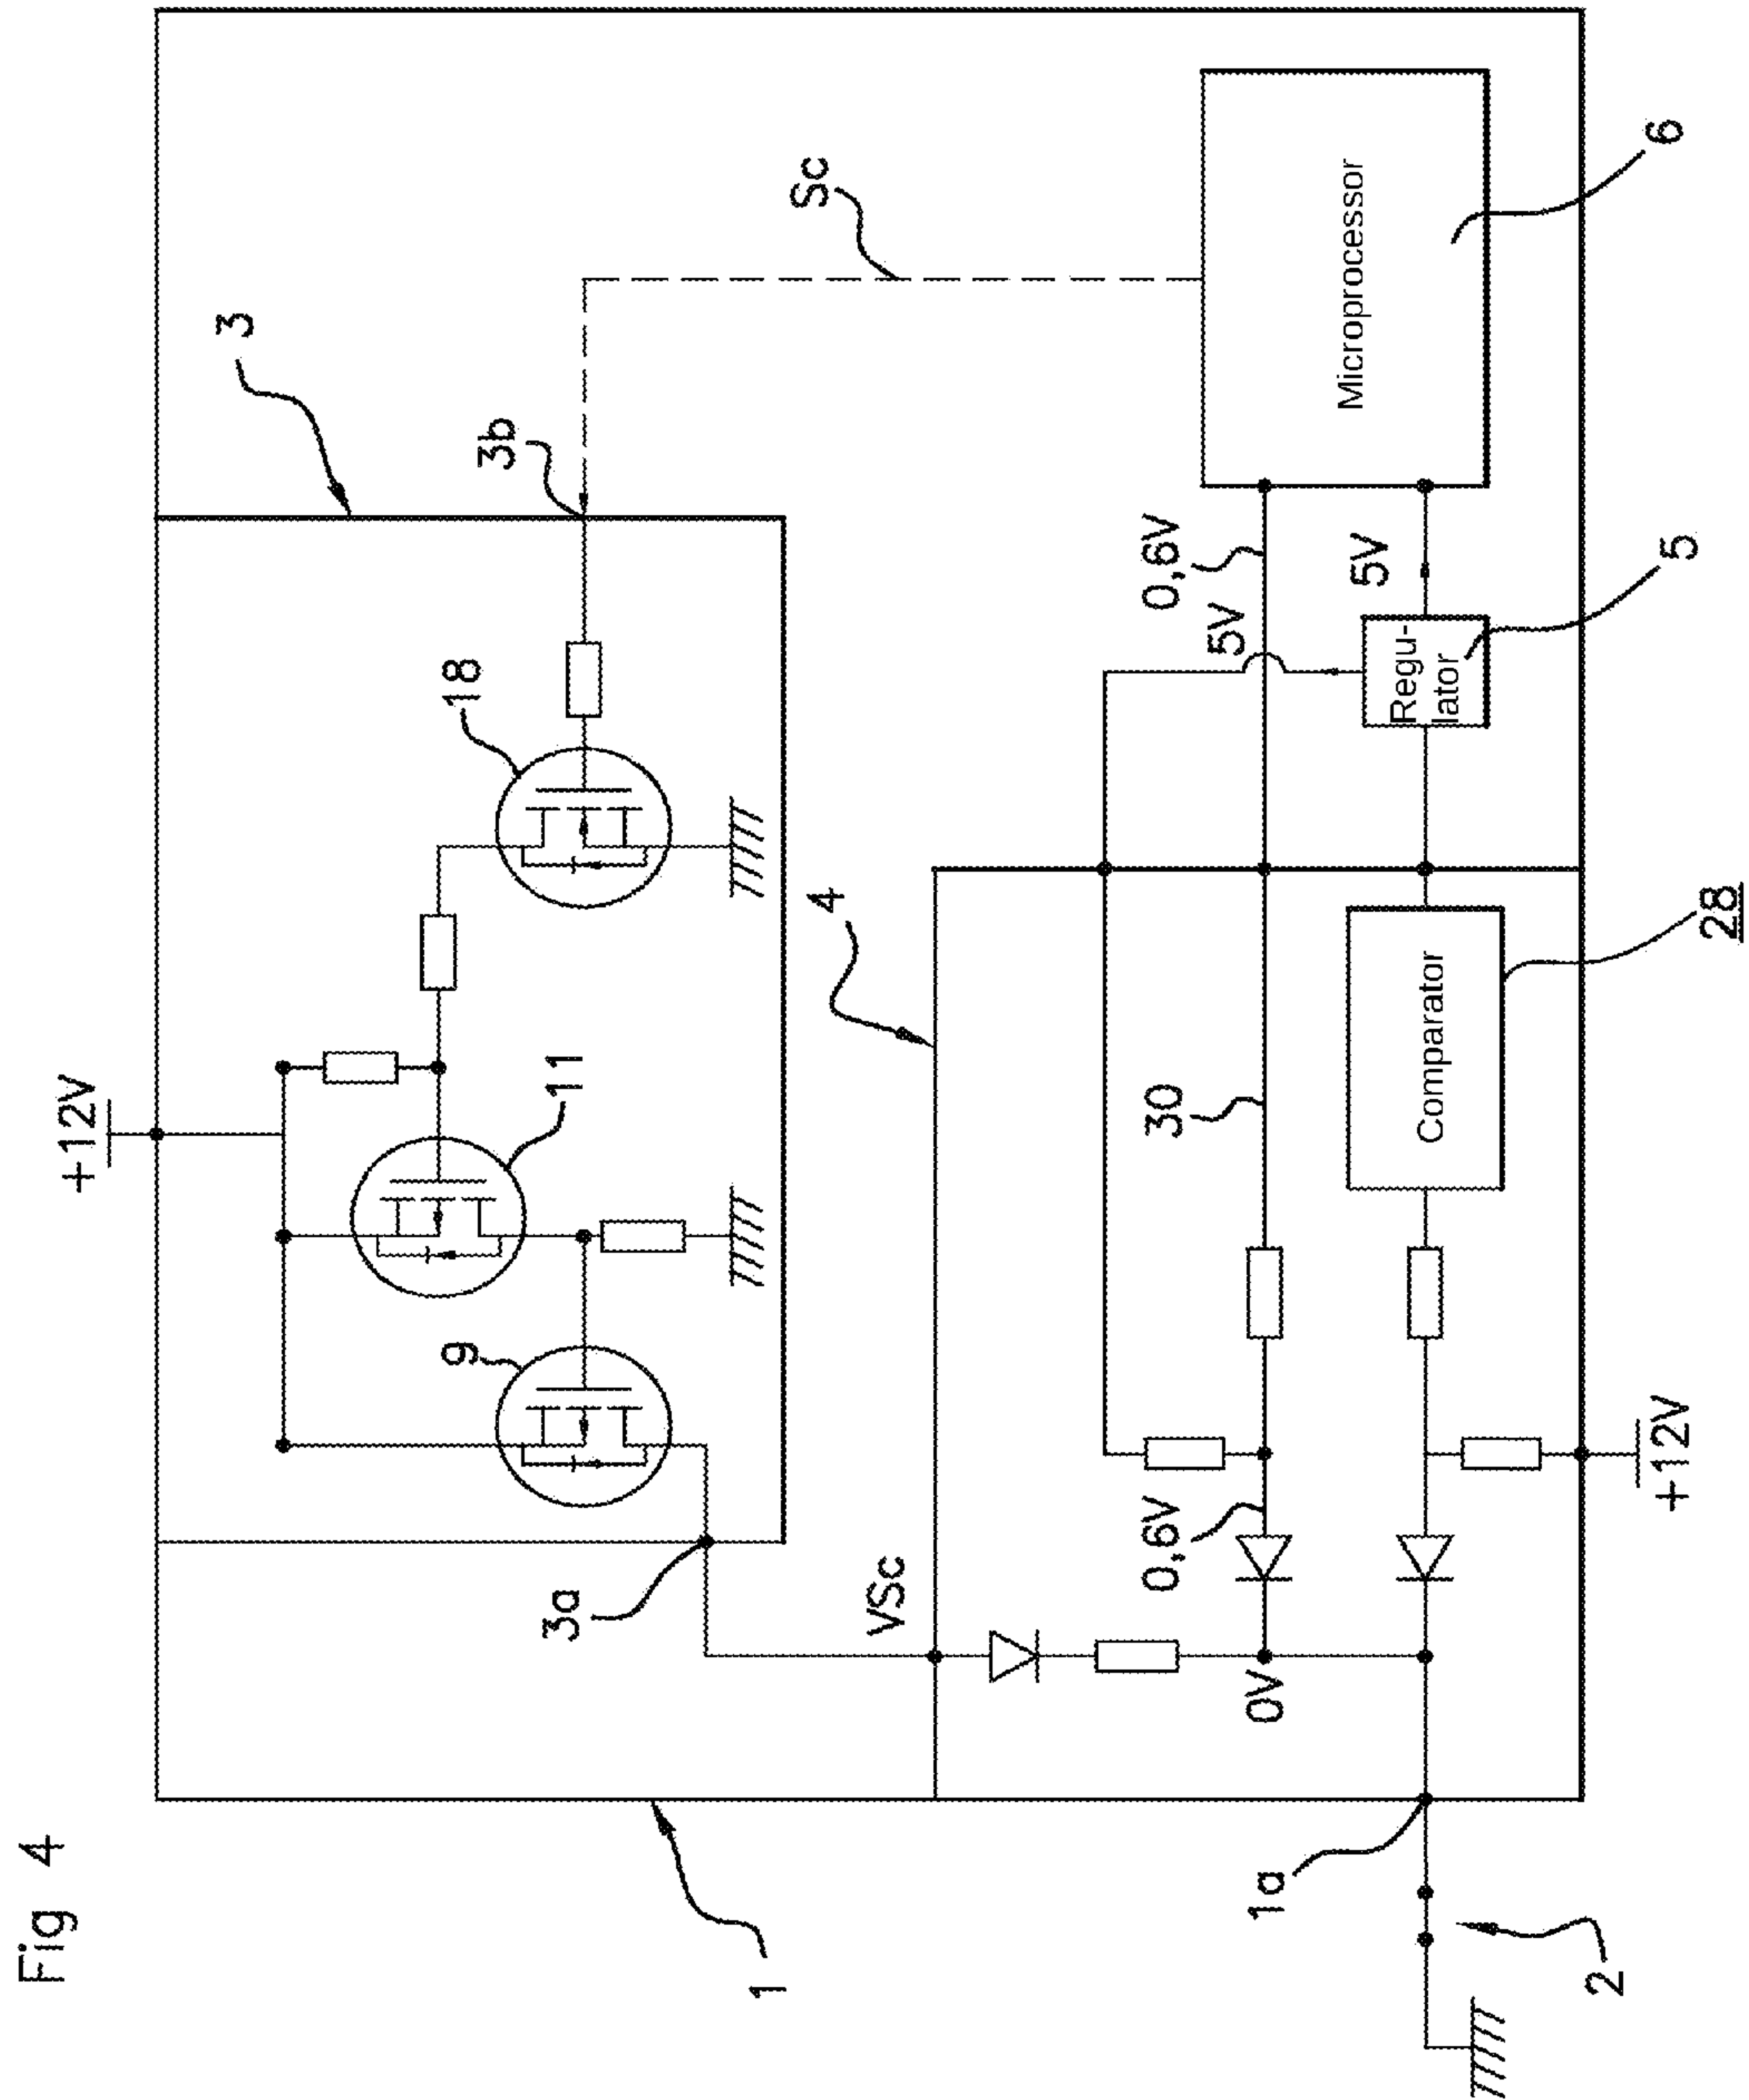 Fig 4
+12V
3
Sc
3b
18
11
9
3a
4
VSc
30
0,6V
5V
0,6V
5V
0V
Microprocessor
6
Regu-
lator
5
Comparator
28
+12V
1
1a
2